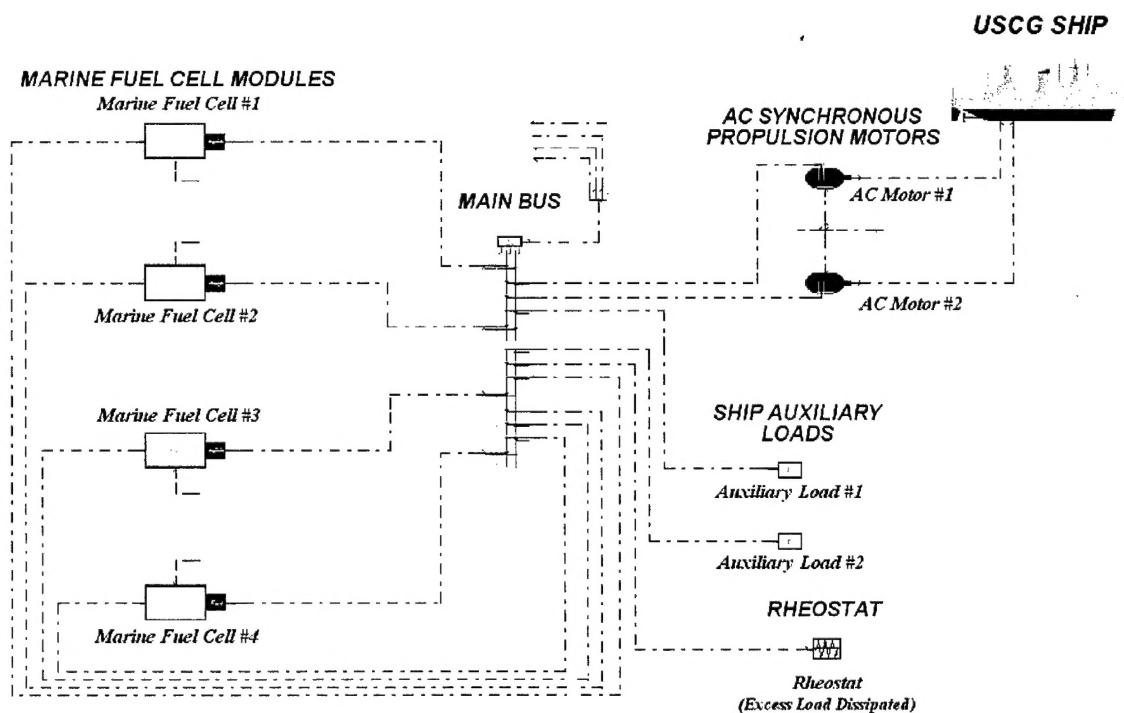 USCG SHIP
MARINE FUEL CELL MODULES
Marine Fuel Cell #1
AC SYNCHRONOUS
PROPULSION MOTORS
AC Motor #1
MAIN BUS
Marine Fuel Cell #2
AC Motor #2
Marine Fuel Cell #3
SHIP AUXILIARY
LOADS
Auxiliary Load #1
Auxiliary Load #2
Marine Fuel Cell #4
RHEOSTAT
Rheostat
(Excess Load Dissipated)